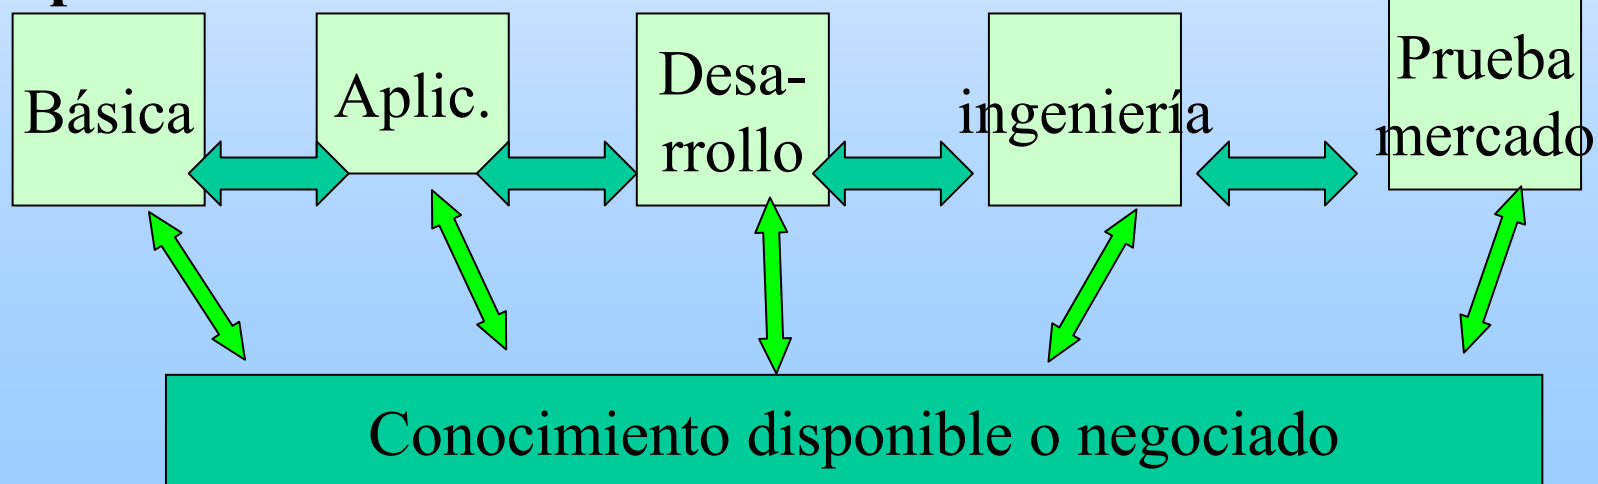 Básica
Aplic.
Desa-
rrollo
ingeniería
Prueba
mercado
Conocimiento disponible o negociado